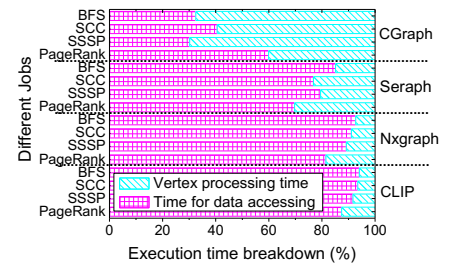 Different Jobs
BFS
SCC
SSSP
PageRank
CGraph
BFS
SCC
SSSP
PageRank
Seraph
BFS
SCC
SSSP
PageRank
Nxgraph
BFS
SCC
SSSP
PageRank
CLIP
Vertex processing time
Time for data accessing
0 20 40 60 80 100
Execution time breakdown (%)